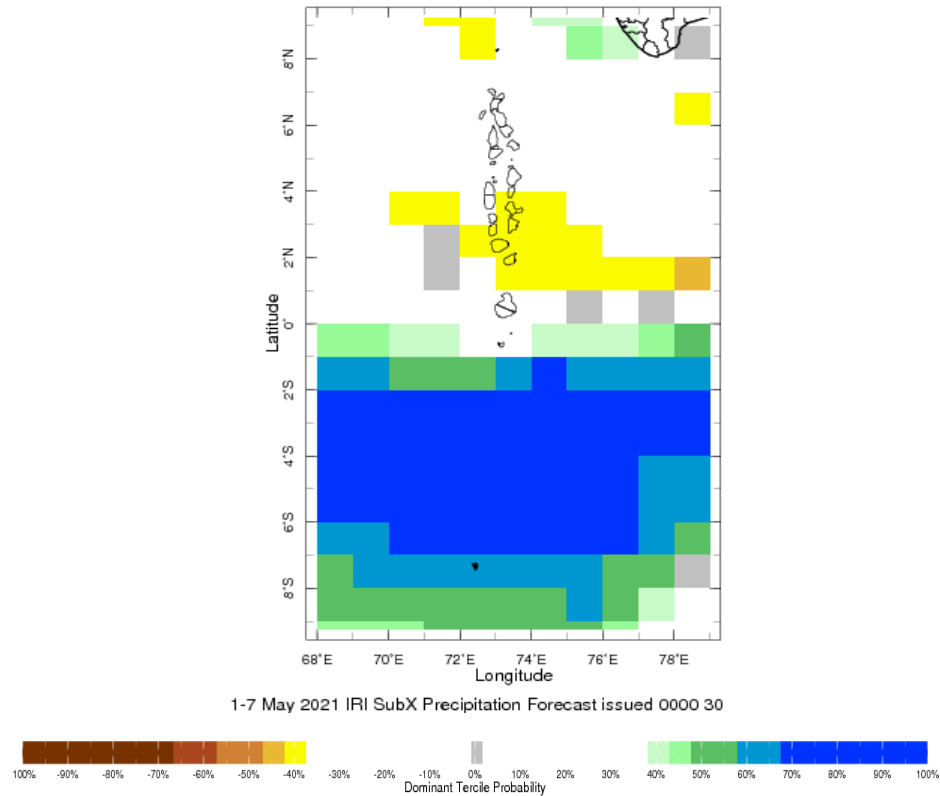 8°N
6°N
4°N
2°N
0°
2°S
4°S
6°S
8°S
Latitude
68°E 70°E 72°E 74°E 76°E 78°E
Longitude
1-7 May 2021 IRI SubX Precipitation Forecast issued 0000 30
100% -90% -80% -70% -60% -50% -40% -30% -20% -10% 0% 10% 20% 30% 40% 50% 60% 70% 80% 90% 100%
Dominant Tercile Probability